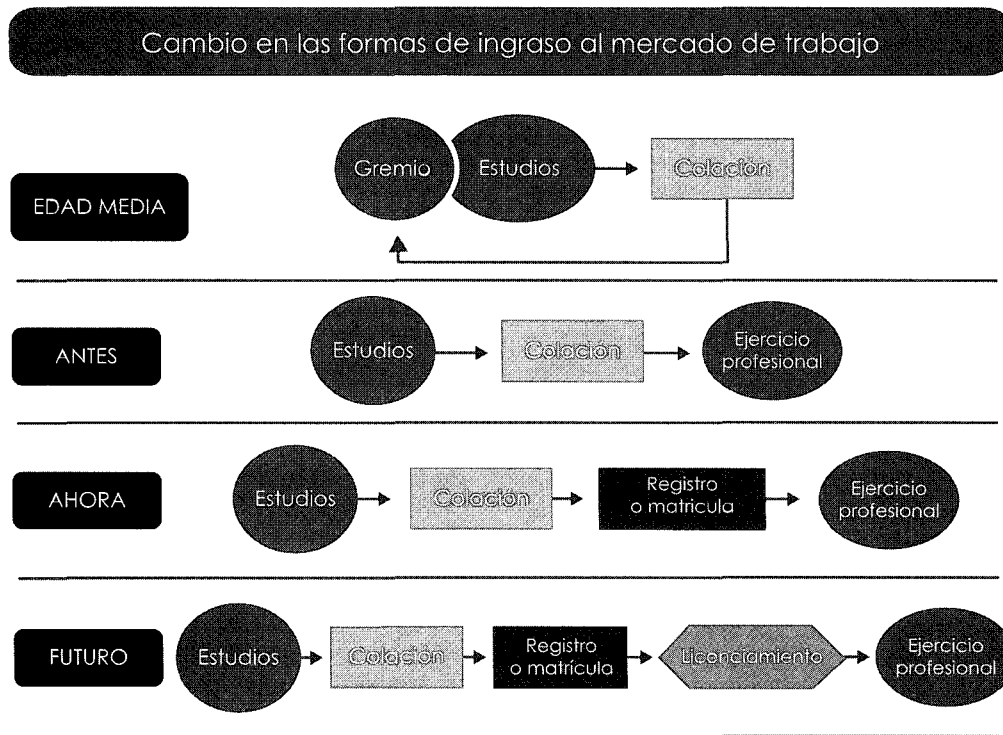 Cambio en las formas de ingraso al mercado de trabajo
EDAD MEDIA
Gremio
Estudios
Colación
ANTES
Estudios
Colación
Ejercicio
profesional
AHORA
Estudios
Colación
Registro
o matricula
Ejercicio
profesional
FUTURO
Estudios
Colación
Registro
o matrícula
Licenciamiento
Ejercicio
profesional